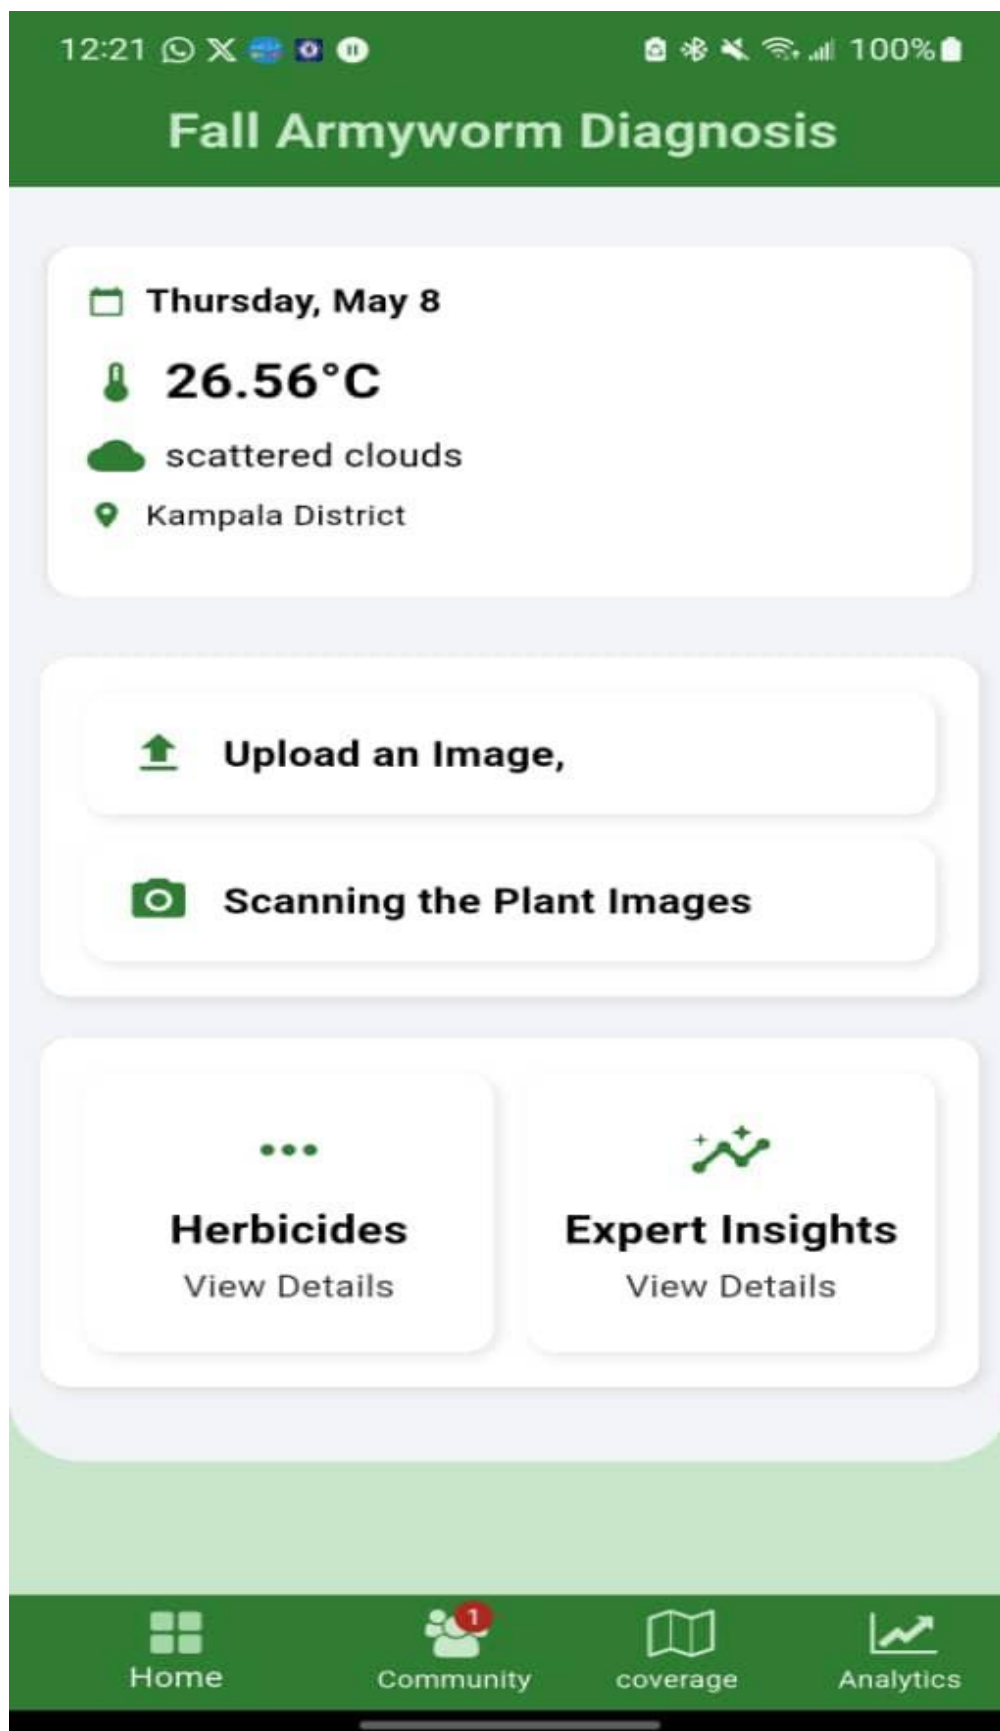 12:21 100%
Fall Armyworm Diagnosis
Thursday, May 8
26.56°C
scattered clouds
Kampala District
Upload an Image,
Scanning the Plant Images
Herbicides
View Details
Expert Insights
View Details
1
Home
Community
coverage
Analytics